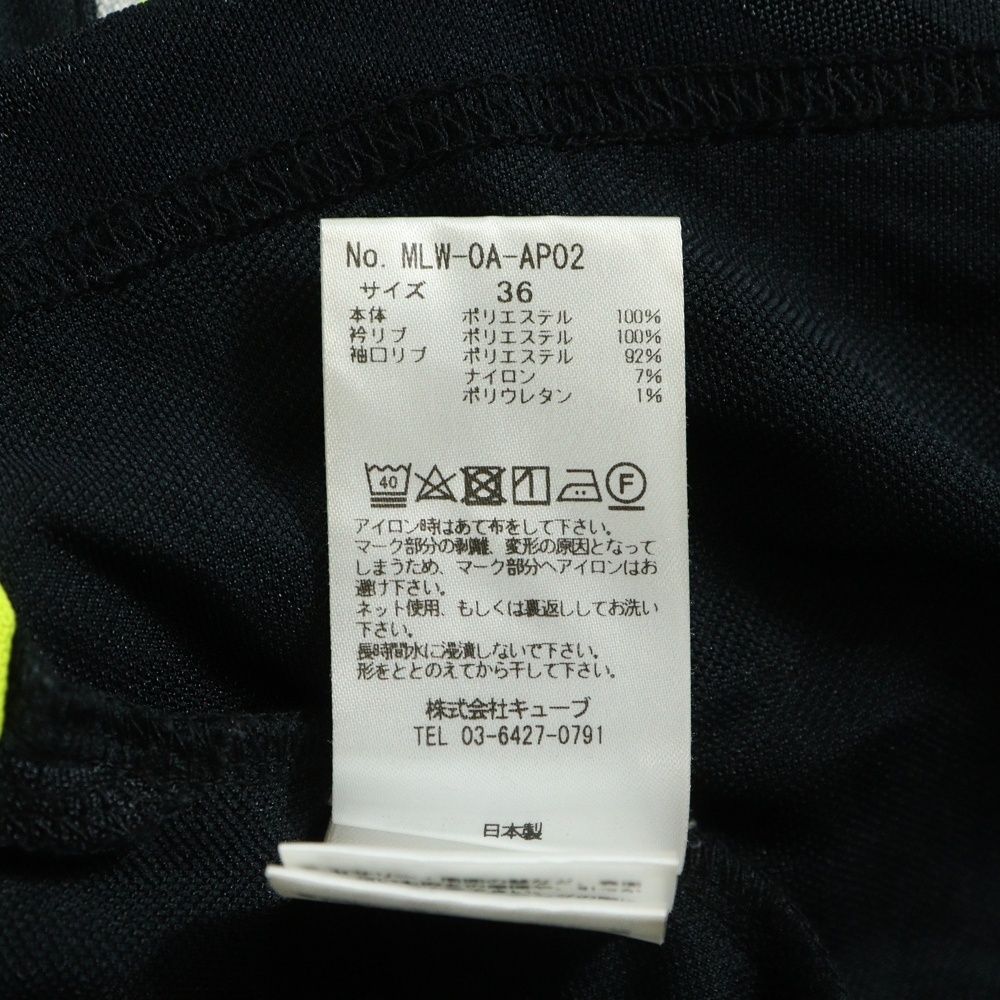 No. MLW-OA-AP02
サイズ 36
本体 ポリエステル 100%
衿リブ ポリエステル 100%
袖口リブ ポリエステル 92%
ナイロン 7%
ポリウレタン 1%
40 F
アイロン時はあて布をして下さい。
マーク部分の剥離、変形の原因となって
しまうため、マーク部分へアイロンはお
避け下さい。
ネット使用、もしくは裏返ししてお洗い
下さい。
長時間水に浸漬しないで下さい。
形をととのえてから干して下さい。
株式会社キューブ
TEL 03-6427-0791
日本製